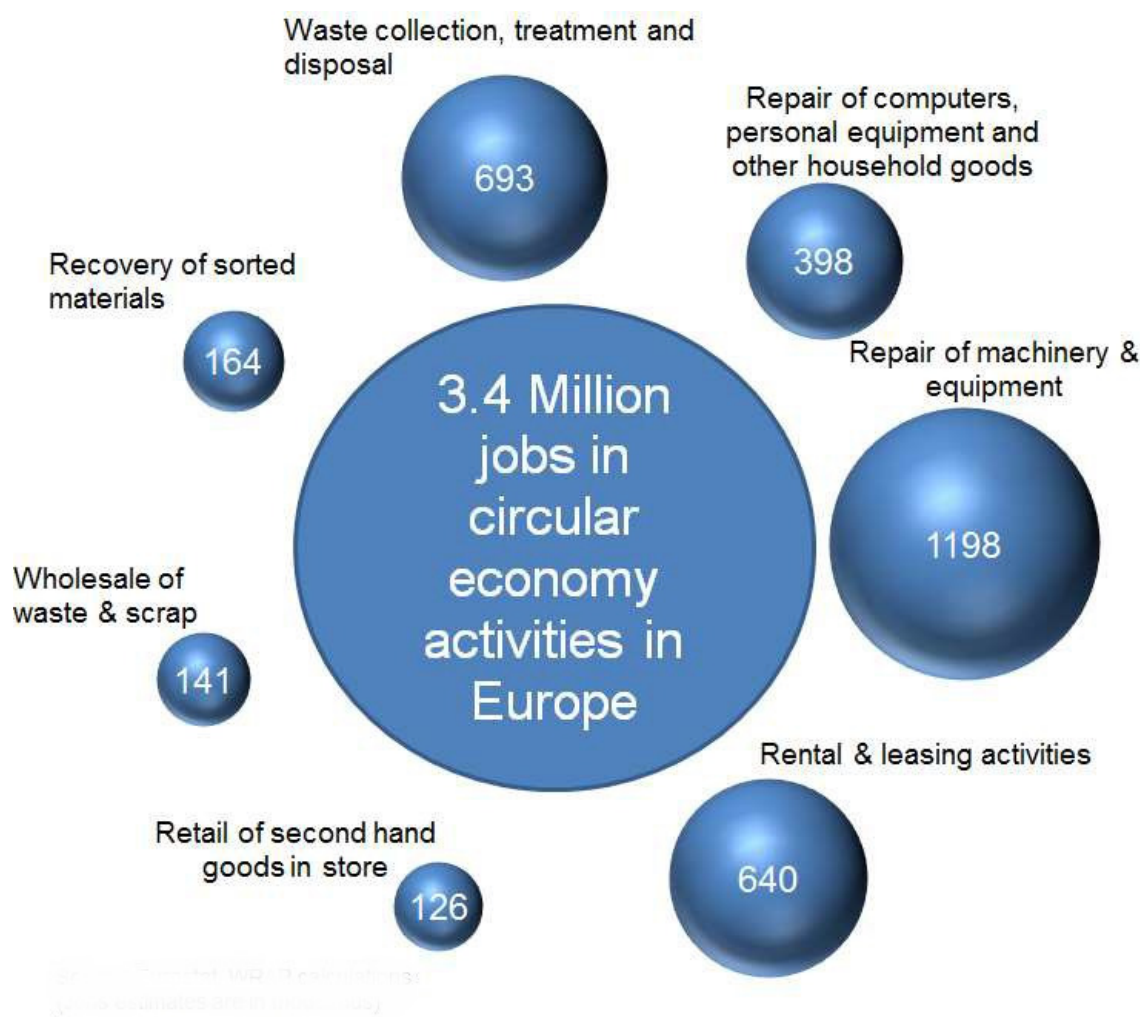 Waste collection, treatment and
disposal
693
Repair of computers,
personal equipment and
other household goods
398
Recovery of sorted
materials
164
Repair of machinery &
equipment
1198
3.4 Million
jobs in
circular
economy
activities in
Europe
Wholesale of
waste & scrap
141
Rental & leasing activities
640
Retail of second hand
goods in store
126